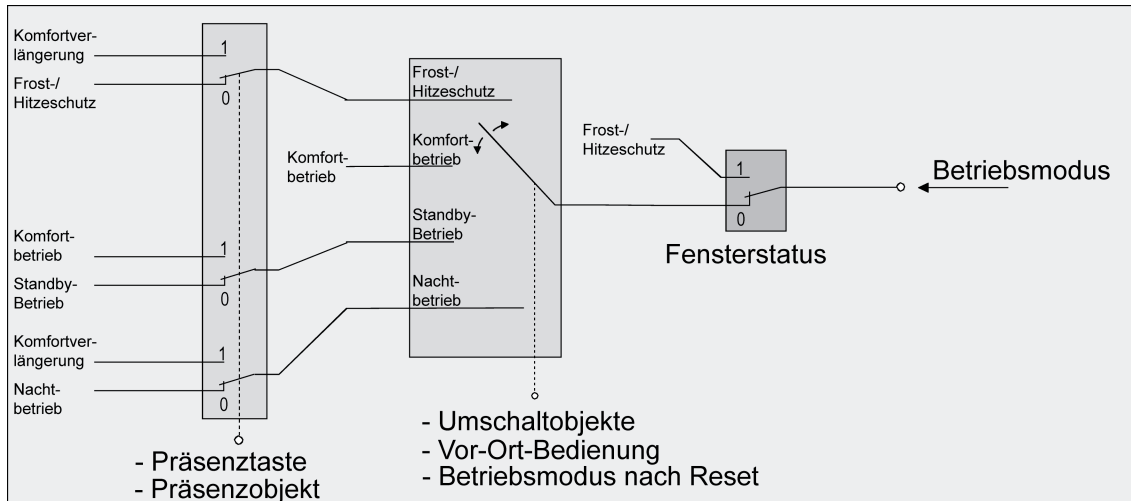 Komfortver-
längerung
1
Frost-/
Hitzeschutz
0
Komfort-
betrieb
1
Standby-
Betrieb
0
Komfortver-
längerung
1
Nacht-
betrieb
0
- Präsenztaste
- Präsenzobjekt
Komfort-
betrieb
Frost-/
Hitzeschutz
Komfort-
betrieb
Standby-
Betrieb
Nacht-
betrieb
- Umschaltobjekte
- Vor-Ort-Bedienung
- Betriebsmodus nach Reset
Frost-/
Hitzeschutz
1
0
Fensterstatus
Betriebsmodus